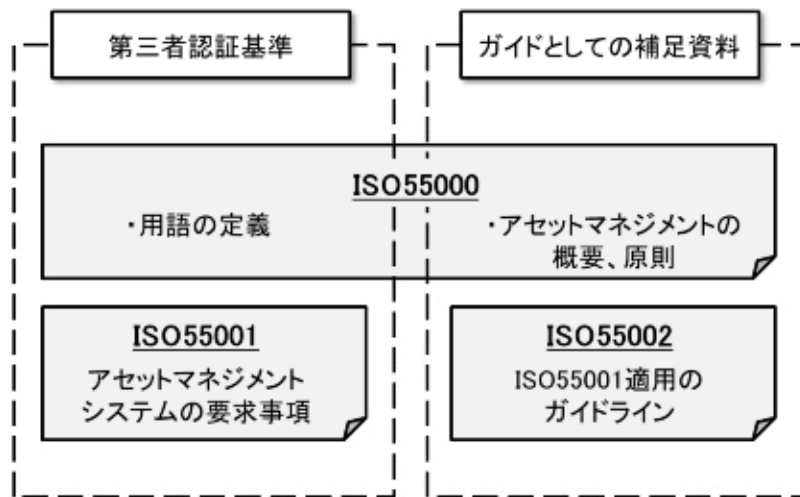 第三者認証基準
ガイドとしての補足資料
ISO55000
・用語の定義
・アセットマネジメントの
概要、原則
ISO55001
アセットマネジメント
システムの要求事項
ISO55002
ISO55001適用の
ガイドライン